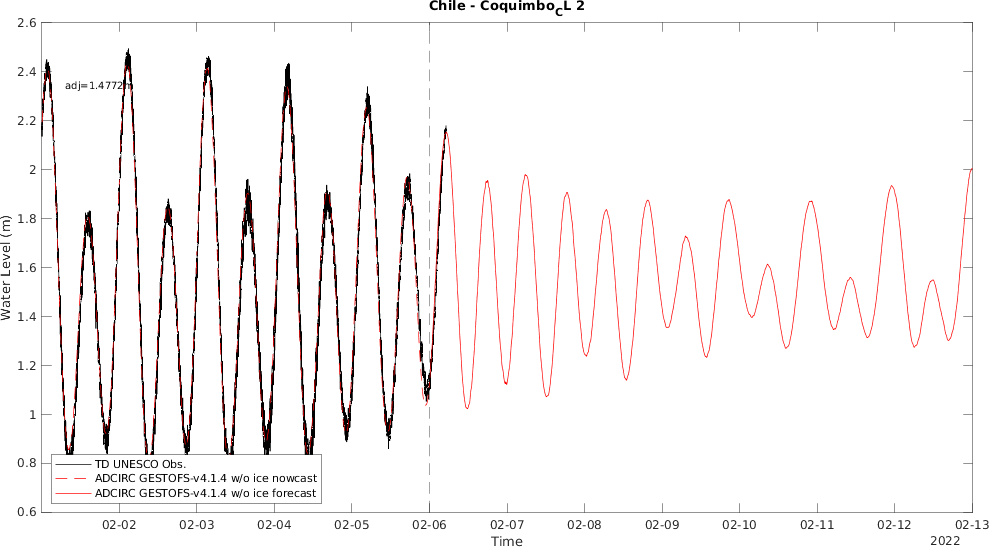 Chile - Coquimbo_CL 2
2.6
2.4
2.2
2
1.8
1.6
1.4
1.2
1
0.8
0.6
Water Level (m)
adj=1.4772m
TD UNESCO Obs.
ADCIRC GESTOFS-v4.1.4 w/o ice nowcast
ADCIRC GESTOFS-v4.1.4 w/o ice forecast
02-02 02-03 02-04 02-05 02-06 02-07 02-08 02-09 02-10 02-11 02-12 02-13
Time
2022